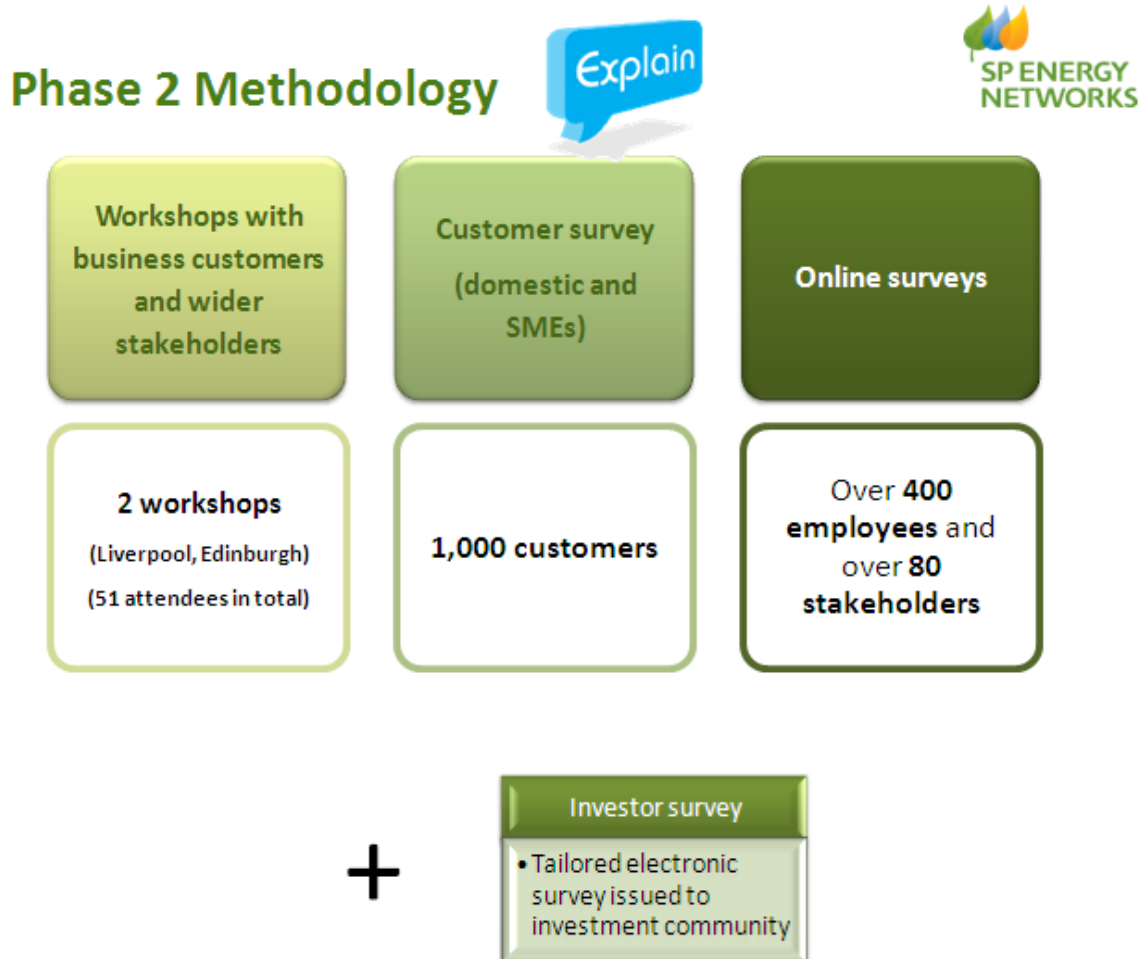 Phase 2 Methodology
Explain
SP ENERGY
NETWORKS
Workshops with
business customers
and wider
stakeholders
Customer survey
(domestic and
SMEs)
Online surveys
2 workshops
(Liverpool, Edinburgh)
(51 attendees in total)
1,000 customers
Over 400
employees and
over 80
stakeholders
+
Investor survey
• Tailored electronic
survey issued to
investment community